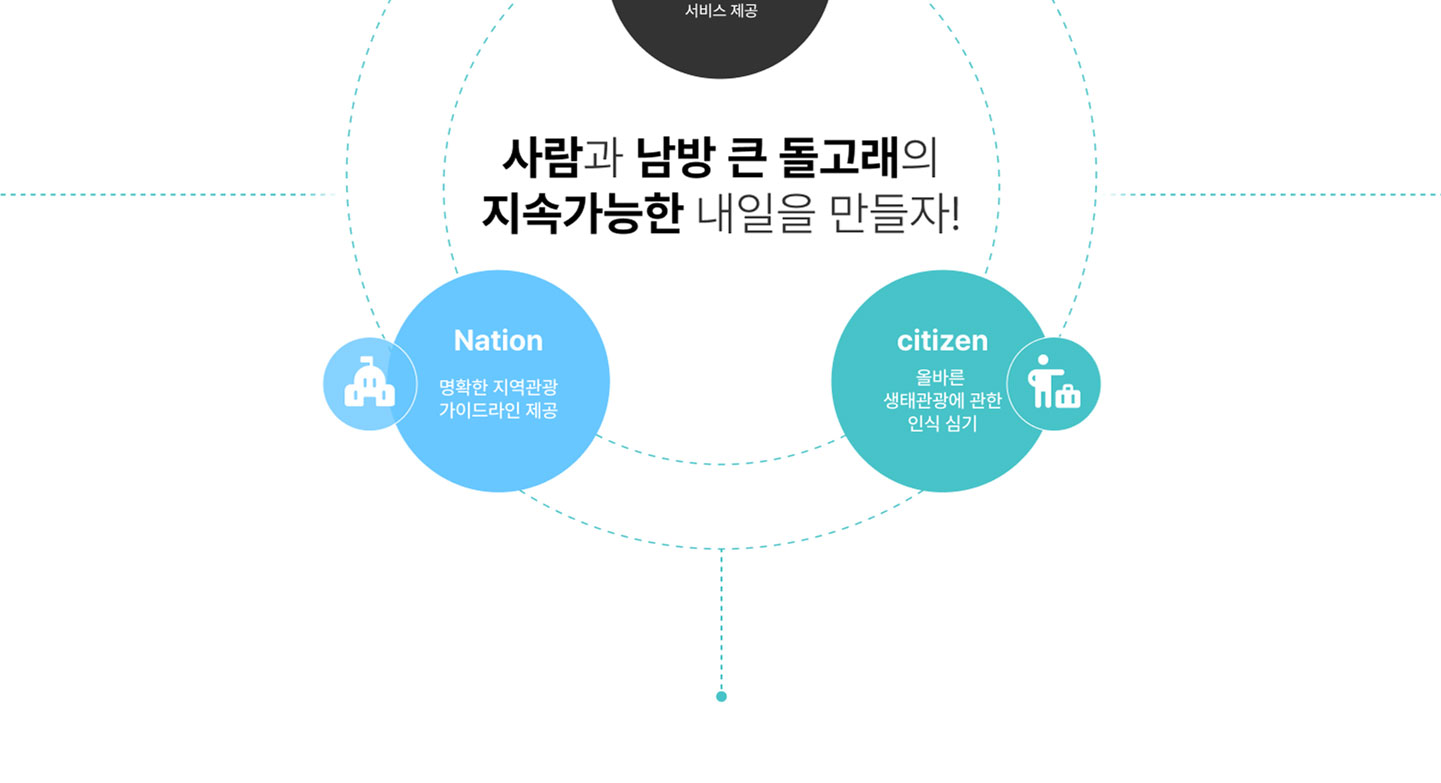 서비스 제공
사람과 남방 큰 돌고래의
지속가능한 내일을 만들자!
Nation
명확한 지역관광
가이드라인 제공
citizen
올바른
생태관광에 관한
인식 심기